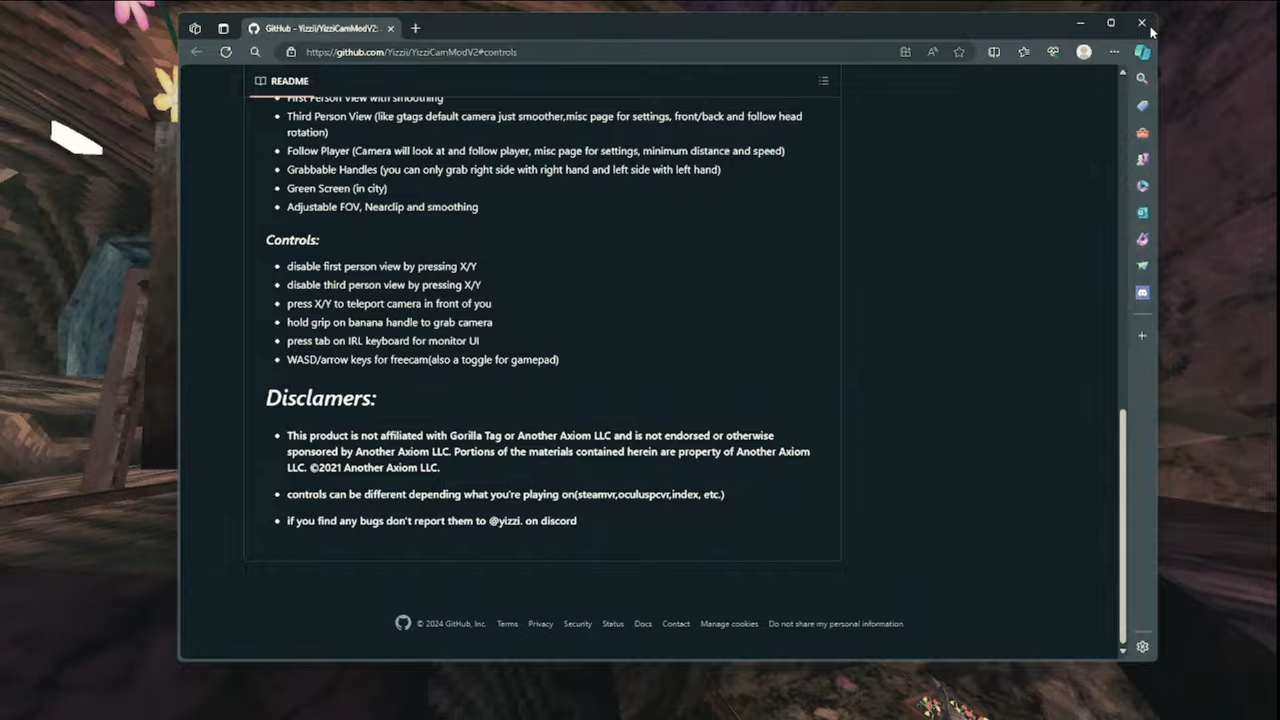 GitHub - Yizzii/YizziCamModV2:
https://github.com/Yizzii/YizziCamModV2#controls
README
First Person View with smoothing
Third Person View (like gtags default camera just smoother,misc page for settings, front/back and follow head
rotation)
Follow Player (Camera will look at and follow player, misc page for settings, minimum distance and speed)
Grabbable Handles (you can only grab right side with right hand and left side with left hand)
Green Screen (in city)
Adjustable FOV, Nearclip and smoothing
Controls:
disable first person view by pressing X/Y
disable third person view by pressing X/Y
press X/Y to teleport camera in front of you
hold grip on banana handle to grab camera
press tab on IRL keyboard for monitor UI
WASD/arrow keys for freecam(also a toggle for gamepad)
Disclamers:
This product is not affiliated with Gorilla Tag or Another Axiom LLC and is not endorsed or otherwise
sponsored by Another Axiom LLC. Portions of the materials contained herein are property of Another Axiom
LLC. ©2021 Another Axiom LLC.
controls can be different depending what you're playing on(steamvr,oculuspcvr,index, etc.)
if you find any bugs don't report them to @yizzi. on discord
© 2024 GitHub, Inc. Terms Privacy Security Status Docs Contact Manage cookies Do not share my personal information